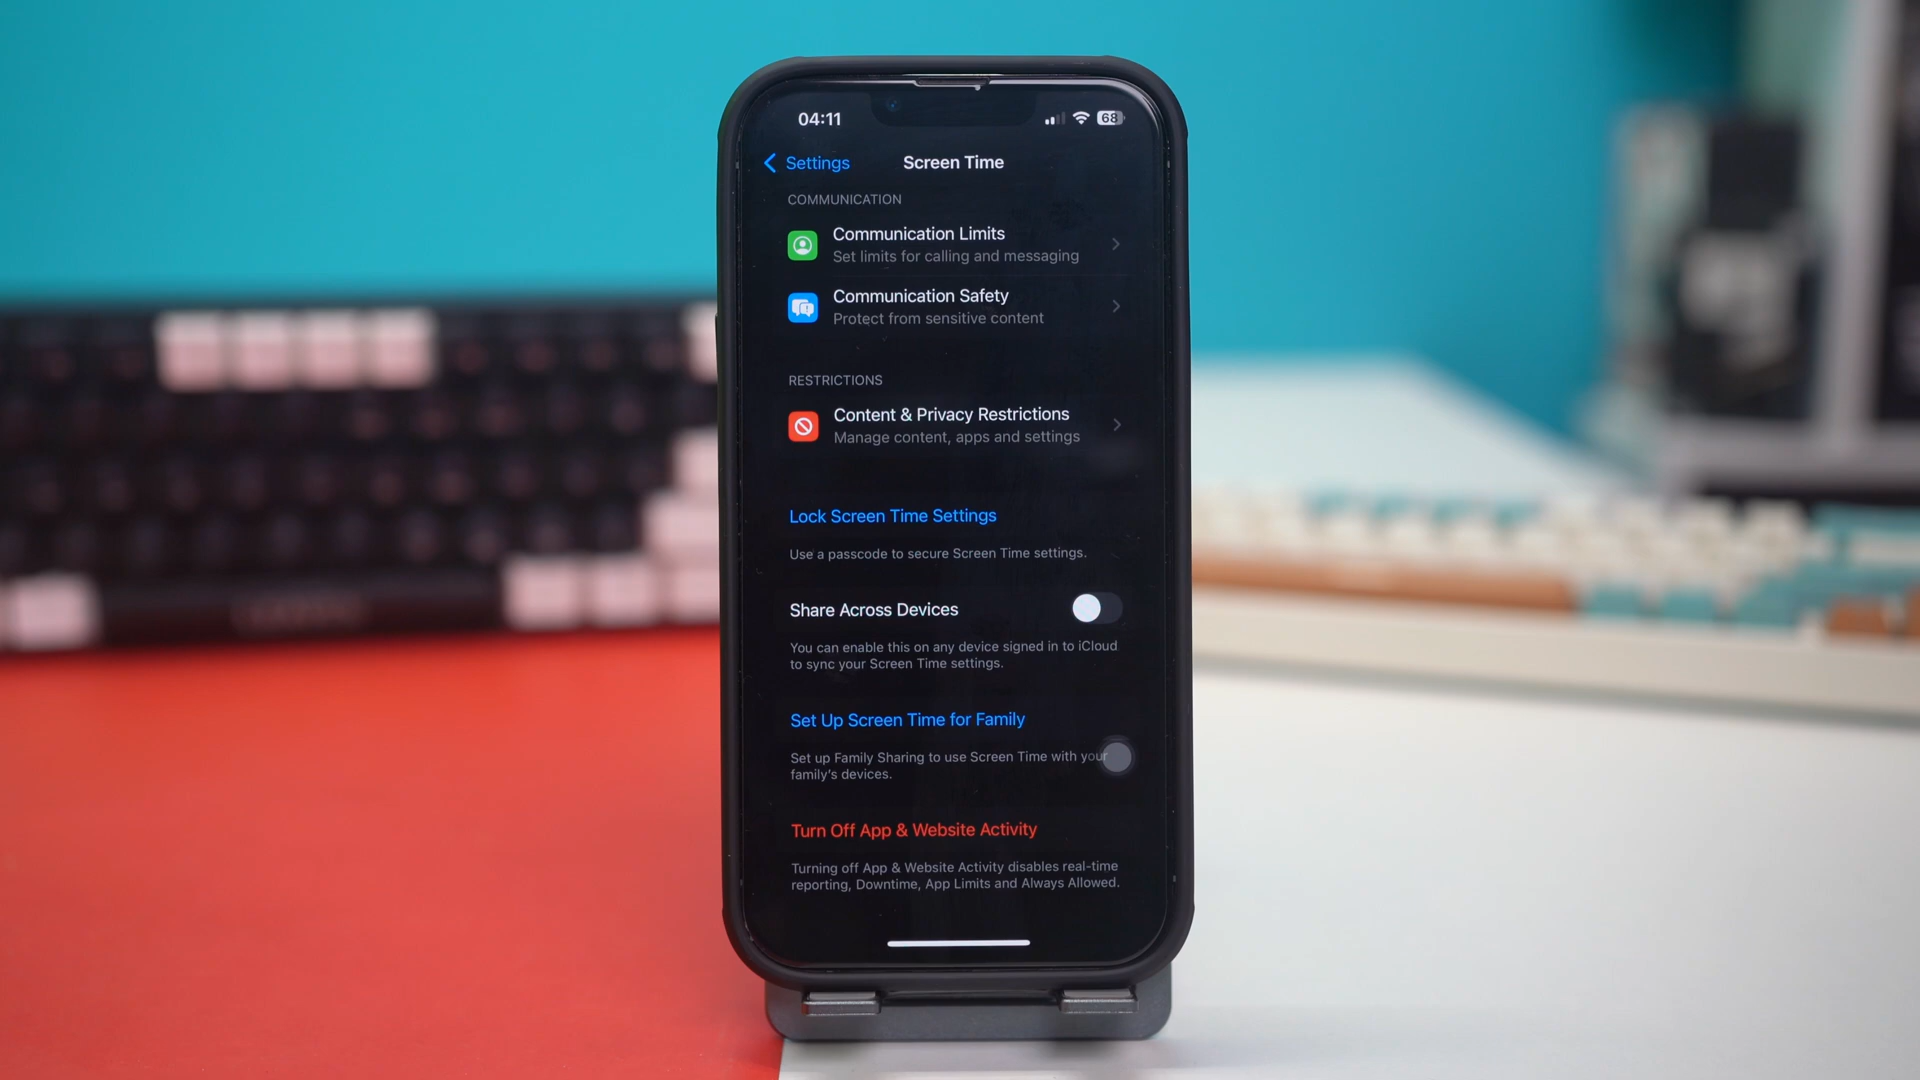 04:11
68
Settings
Screen Time
COMMUNICATION
Communication Limits
Set limits for calling and messaging
Communication Safety
Protect from sensitive content
RESTRICTIONS
Content & Privacy Restrictions
Manage content, apps and settings
Lock Screen Time Settings
Use a passcode to secure Screen Time settings.
Share Across Devices
You can enable this on any device signed in to iCloud
to sync your Screen Time settings.
Set Up Screen Time for Family
Set up Family Sharing to use Screen Time with your
family's devices.
Turn Off App & Website Activity
Turning off App & Website Activity disables real-time
reporting, Downtime, App Limits and Always Allowed.